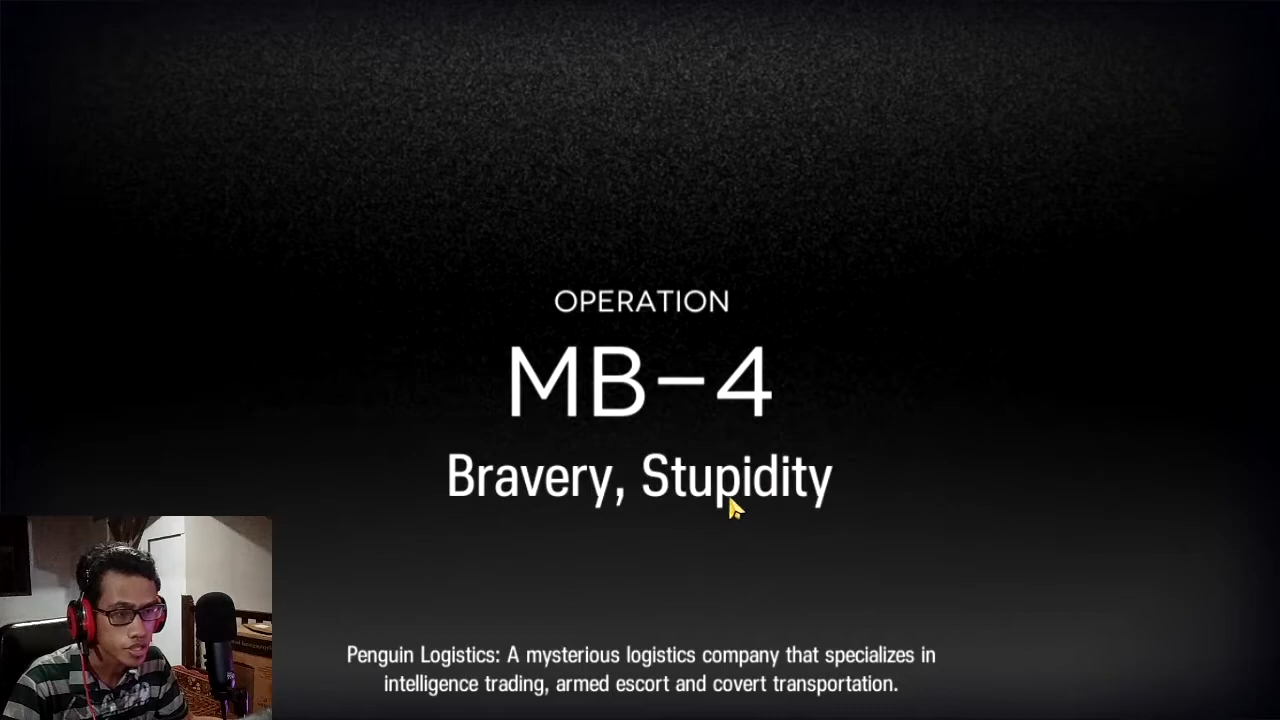 OPERATION
MB-4
Bravery, Stupidity
Penguin Logistics: A mysterious logistics company that specializes in
intelligence trading, armed escort and covert transportation.